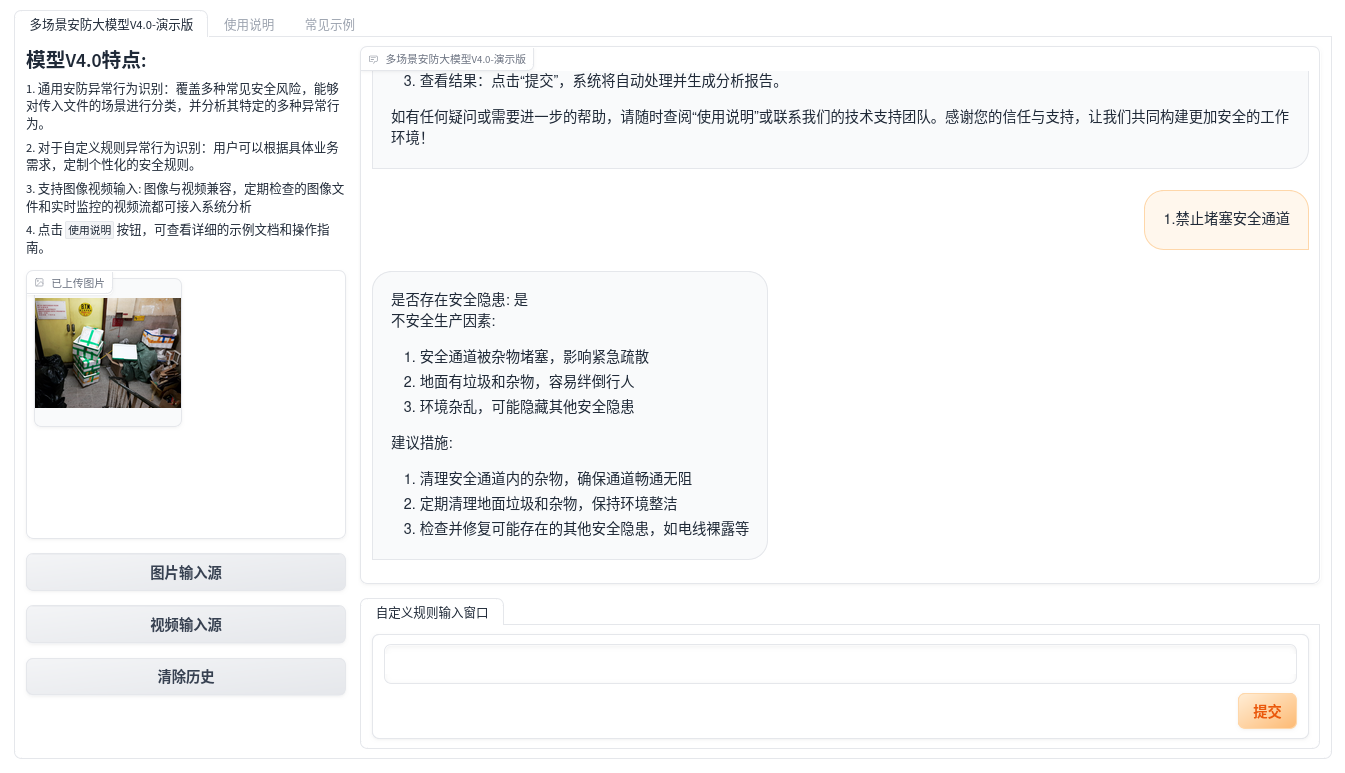 多场景安防大模型V4.0-演示版
使用说明
常见示例
模型V4.0特点:
1. 通用安防异常行为识别：覆盖多种常见安全风险，能够
对传入文件的场景进行分类，并分析其特定的多种异常行
为。
2. 对于自定义规则异常行为识别：用户可以根据具体业务
需求，定制个性化的安全规则。
3. 支持图像视频输入: 图像与视频兼容，定期检查的图像文
件和实时监控的视频流都可接入系统分析
4. 点击 使用说明 按钮，可查看详细的示例文档和操作指
南。
已上传图片
图片输入源
视频输入源
清除历史
多场景安防大模型V4.0-演示版
3. 查看结果：点击“提交”，系统将自动处理并生成分析报告。
如有任何疑问或需要进一步的帮助，请随时查阅“使用说明”或联系我们的技术支持团队。感谢您的信任与支持，让我们共同构建更加安全的工作
环境！
1.禁止堵塞安全通道
是否存在安全隐患: 是
不安全生产因素:
1. 安全通道被杂物堵塞，影响紧急疏散
2. 地面有垃圾和杂物，容易绊倒行人
3. 环境杂乱，可能隐藏其他安全隐患
建议措施:
1. 清理安全通道内的杂物，确保通道畅通无阻
2. 定期清理地面垃圾和杂物，保持环境整洁
3. 检查并修复可能存在的其他安全隐患，如电线裸露等
自定义规则输入窗口
提交